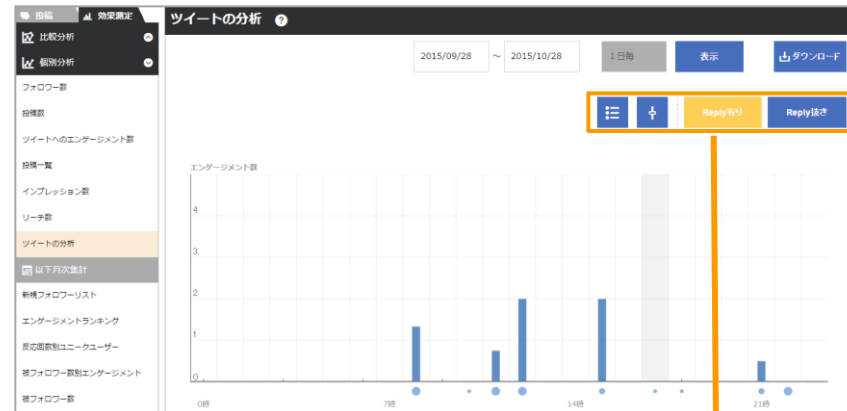 投稿 効果測定
比較分析
個別分析
フォロワー数
投稿数
ツイートへのエンゲージメント数
投稿一覧
インプレッション数
リーチ数
ツイートの分析
以下月次集計
新規フォロワーリスト
エンゲージメントランキング
反応回数別ユニークユーザー
被フォロワー数別エンゲージメント
被フォロワー数
ツイートの分析 ?
2015/09/28 ~ 2015/10/28 1日毎 表示 ダウンロード
Reply有り Reply抜き
エンゲージメント数
4
3
2
1
0
0時 7時 14時 21時